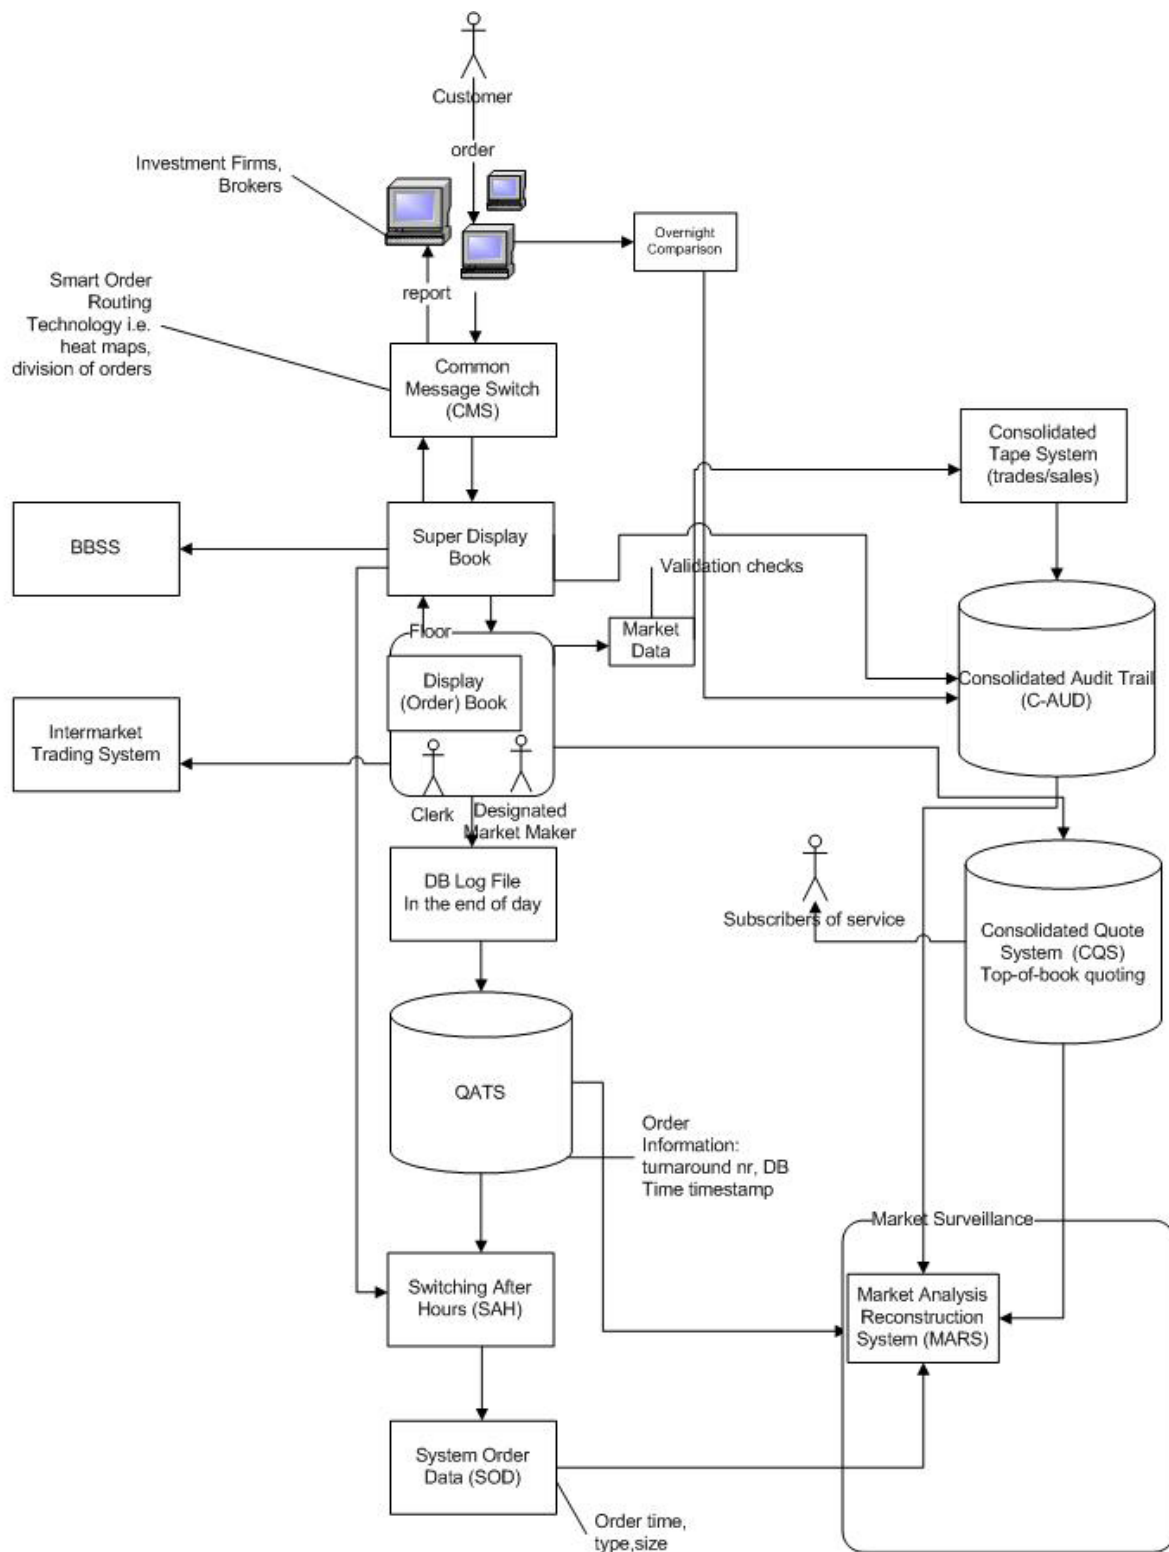 Customer
order
Investment Firms,
Brokers
Overnight
Comparison
Smart Order
Routing
Technology i.e.
heat maps,
division of orders
report
Common
Message Switch
(CMS)
Consolidated
Tape System
(trades/sales)
BBSS
Super Display
Book
Validation checks
Floor
Market
Data
Display
(Order) Book
Consolidated Audit Trail
(C-AUD)
Intermarket
Trading System
Clerk
Designated
Market Maker
DB Log File
In the end of day
Subscribers of service
Consolidated Quote
System (CQS)
Top-of-book quoting
QATS
Order
Information:
turnaround nr, DB
Time timestamp
Market Surveillance
Switching After
Hours (SAH)
Market Analysis
Reconstruction
System (MARS)
System Order
Data (SOD)
Order time,
type,size